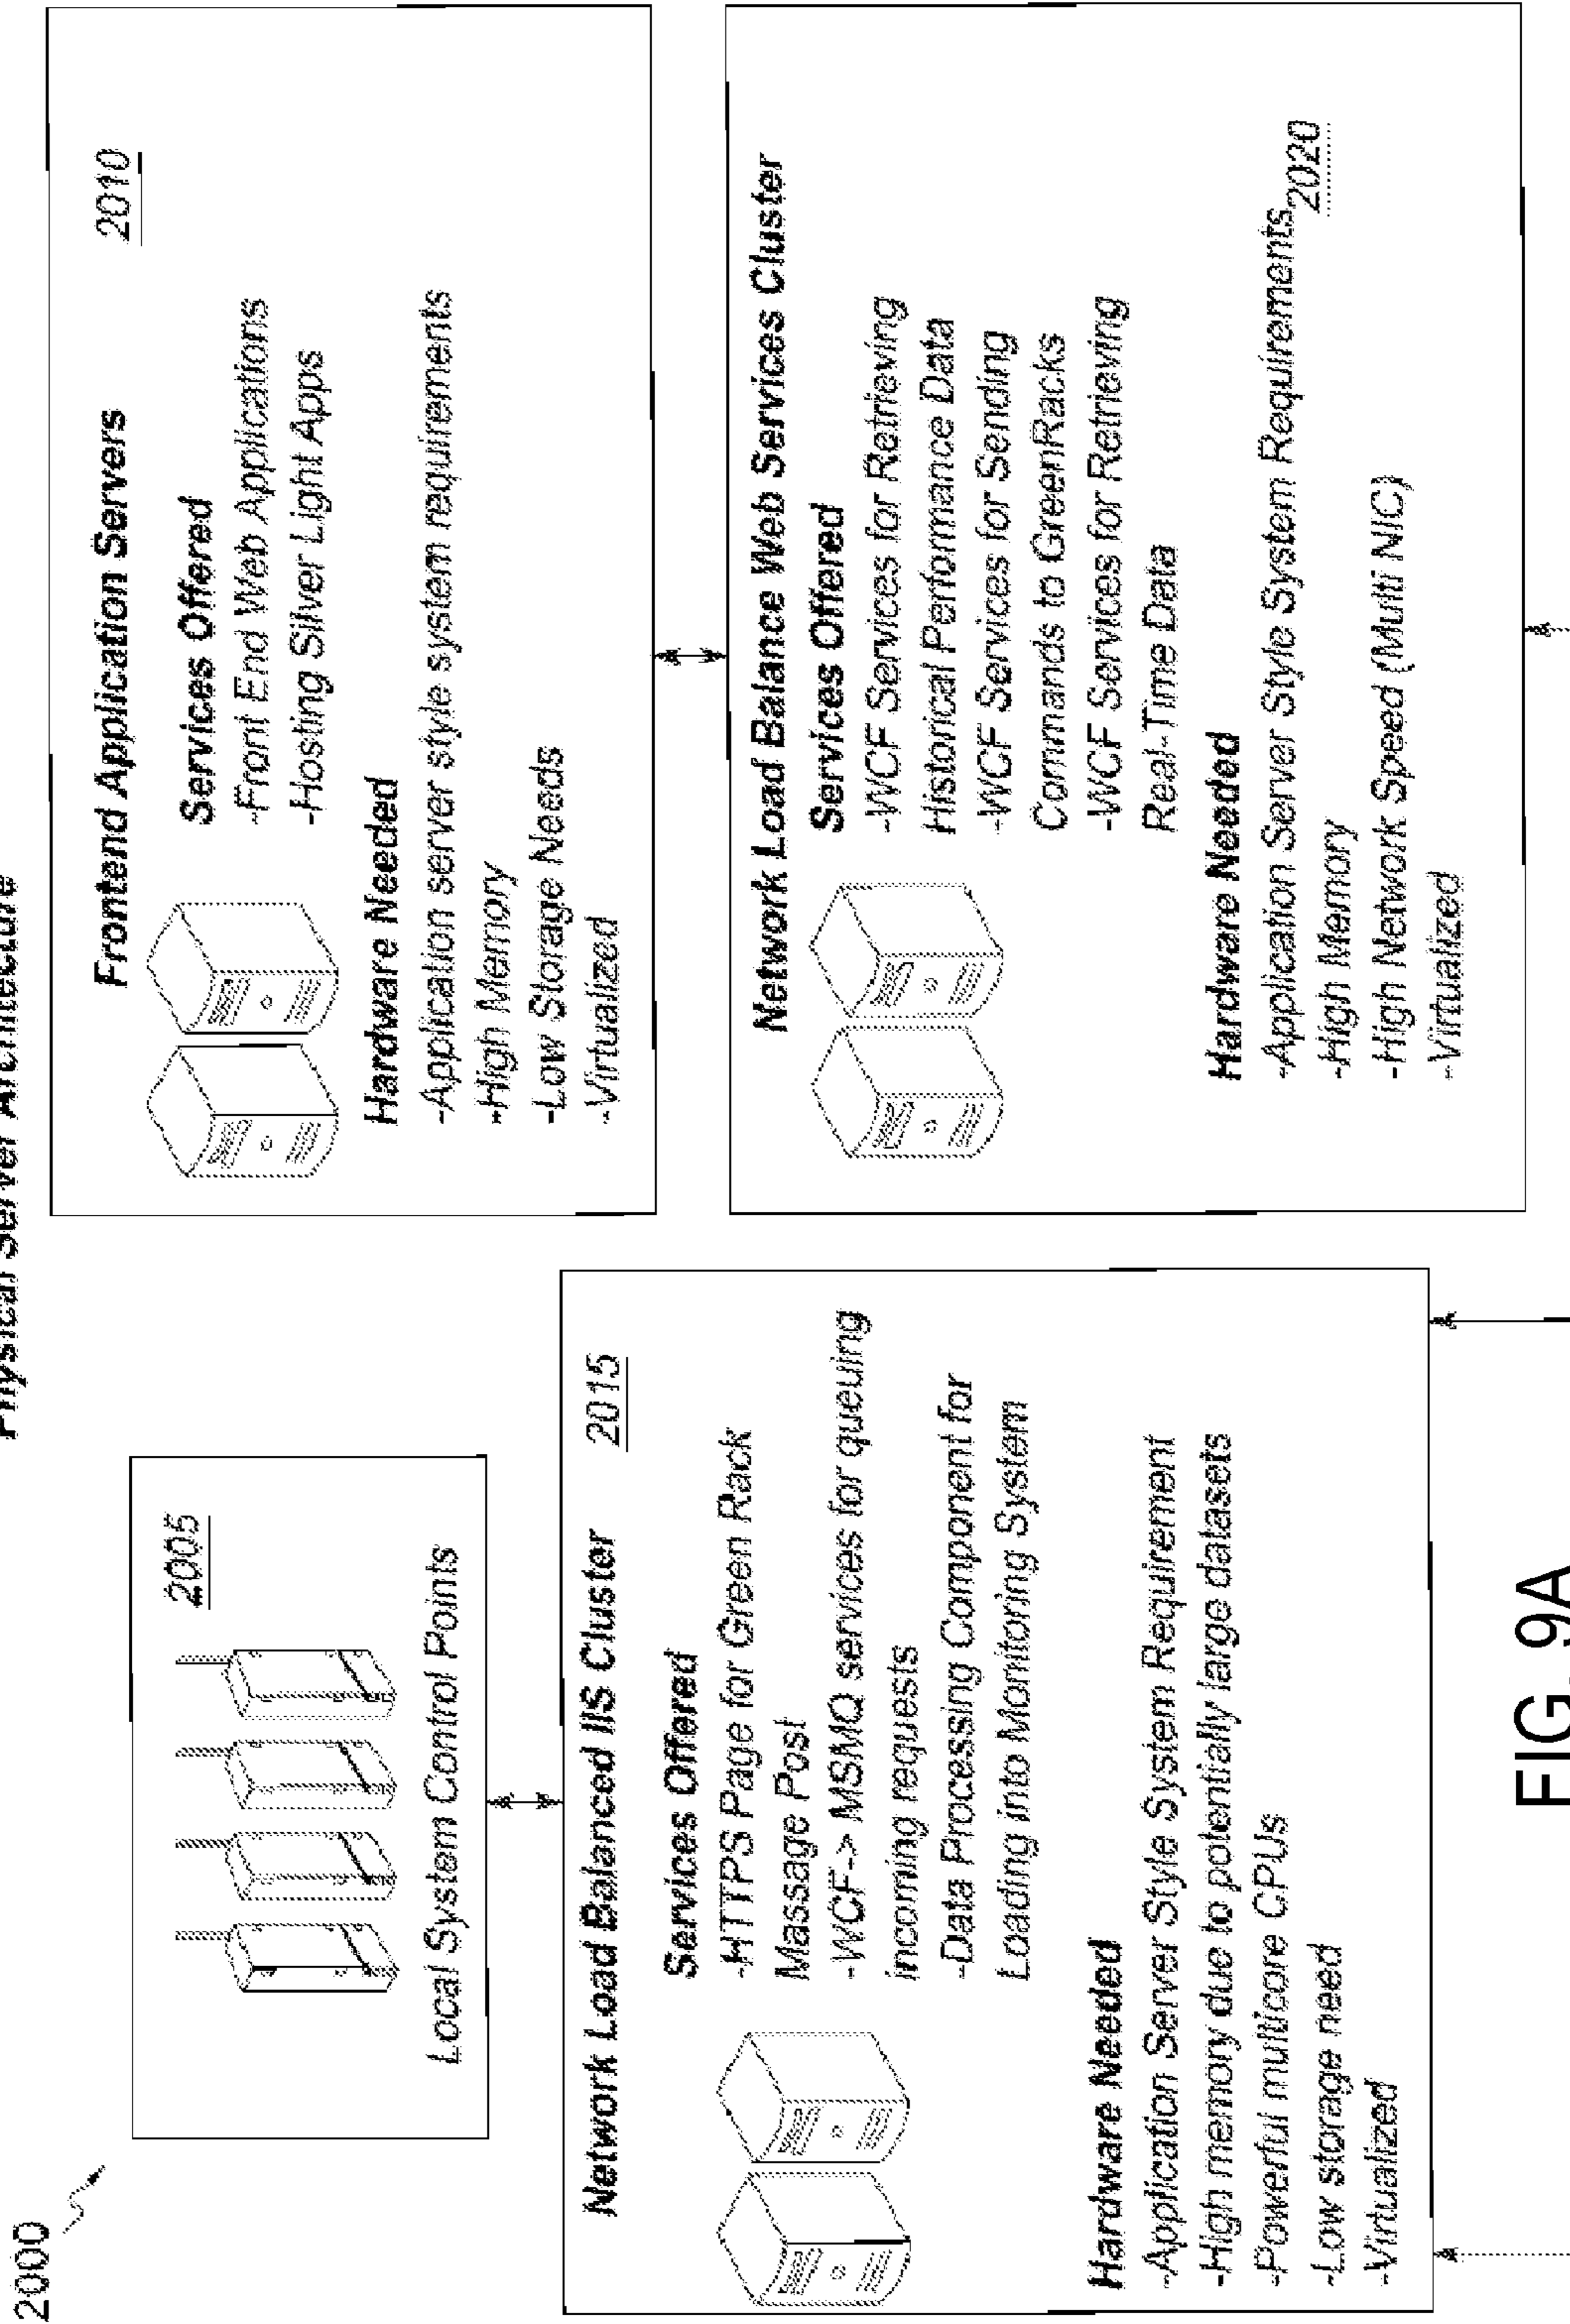 Physical Server Architecture
2000
2005
Local System Control Points
Network Load Balanced IIS Cluster
2015
Services Offered
-HTTPS Page for Green Rack
Massage Post
-WCF-> MSMQ services for queuing
incoming requests
-Data Processing Component for
Loading into Monitoring System
Hardware Needed
-Application Server Style System Requirement
-High memory due to potentially large datasets
-Powerful multicore CPUs
-Low storage need
-Virtualized
Frontend Application Servers
2010
Services Offered
-Front End Web Applications
-Hosting Silver Light Apps
Hardware Needed
-Application server style system requirements
-High Memory
-Low Storage Needs
-Virtualized
Network Load Balance Web Services Cluster
Services Offered
-WCF Services for Retrieving
Historical Performance Data
-WCF Services for Sending
Commands to GreenRacks
-WCF Services for Retrieving
Real-Time Data
Hardware Needed
-Application Server Style System Requirements
2020
-High Memory
-High Network Speed (Multi NIC)
-Virtualized
FIG. 9A